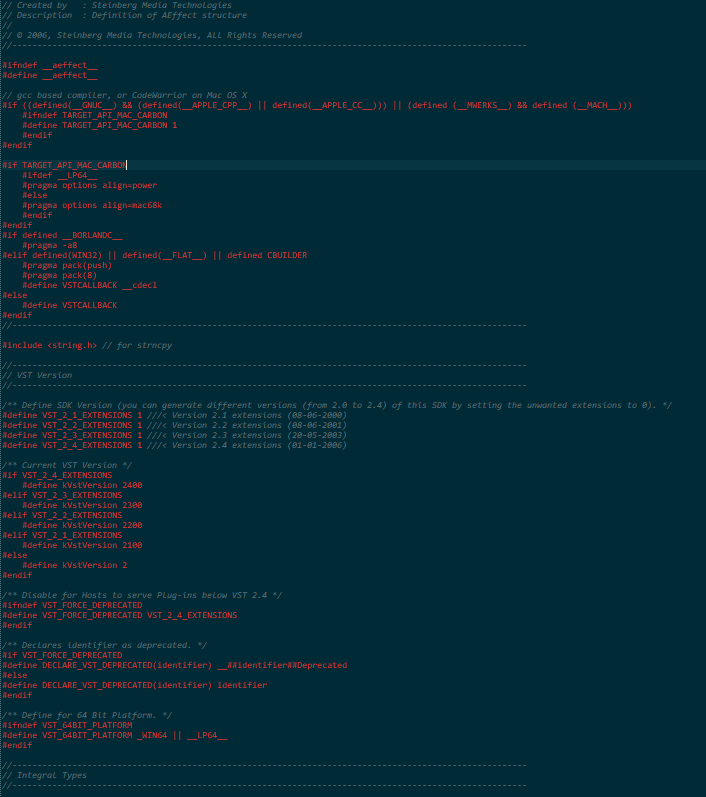 // Created by   : Steinberg Media Technologies
// Description  : Definition of AEffect structure
//
// © 2006, Steinberg Media Technologies, ALL Rights Reserved
//-------------------------------------------------------------------------------------------------------

#ifndef __aeffect__
#define __aeffect__

// gcc based compiler, or CodeWarrior on Mac OS X
#if ((defined(__GNUC__) && (defined(__APPLE_CPP__) || defined(__APPLE_CC__))) || (defined (__MWERKS__) && defined (__MACH__)))
    #ifndef TARGET_API_MAC_CARBON
    #define TARGET_API_MAC_CARBON 1
    #endif
#endif

#if TARGET_API_MAC_CARBON
    #ifdef __LP64__
    #pragma options align=power
    #else
    #pragma options align=mac68k
    #endif
#endif
#if defined __BORLANDC__
    #pragma -a8
#elif defined(WIN32) || defined(__FLAT__) || defined CBUILDER
    #pragma pack(push)
    #pragma pack(8)
    #define VSTCALLBACK __cdecl
#else
    #define VSTCALLBACK
#endif
//-------------------------------------------------------------------------------------------------------

#include <string.h> // for strncpy

//-------------------------------------------------------------------------------------------------------
// VST Version
//-------------------------------------------------------------------------------------------------------

/** Define SDK Version (you can generate different versions (from 2.0 to 2.4) of this SDK by setting the unwanted extensions to 0). */
#define VST_2_1_EXTENSIONS 1 ///< Version 2.1 extensions (08-06-2000)
#define VST_2_2_EXTENSIONS 1 ///< Version 2.2 extensions (08-06-2001)
#define VST_2_3_EXTENSIONS 1 ///< Version 2.3 extensions (20-05-2003)
#define VST_2_4_EXTENSIONS 1 ///< Version 2.4 extensions (01-01-2006)

/** Current VST Version */
#if VST_2_4_EXTENSIONS
    #define kVstVersion 2400
#elif VST_2_3_EXTENSIONS
    #define kVstVersion 2300
#elif VST_2_2_EXTENSIONS
    #define kVstVersion 2200
#elif VST_2_1_EXTENSIONS
    #define kVstVersion 2100
#else
    #define kVstVersion 2
#endif

/** Disable for Hosts to serve Plug-ins below VST 2.4 */
#ifndef VST_FORCE_DEPRECATED
#define VST_FORCE_DEPRECATED VST_2_4_EXTENSIONS
#endif

/** Declares identifier as deprecated. */
#if VST_FORCE_DEPRECATED
#define DECLARE_VST_DEPRECATED(identifier) __##identifier##Deprecated
#else
#define DECLARE_VST_DEPRECATED(identifier) identifier
#endif

/** Define for 64 Bit Platform. */
#ifndef VST_64BIT_PLATFORM
#define VST_64BIT_PLATFORM _WIN64 || __LP64__
#endif

//-------------------------------------------------------------------------------------------------------
// Integral Types
//-------------------------------------------------------------------------------------------------------